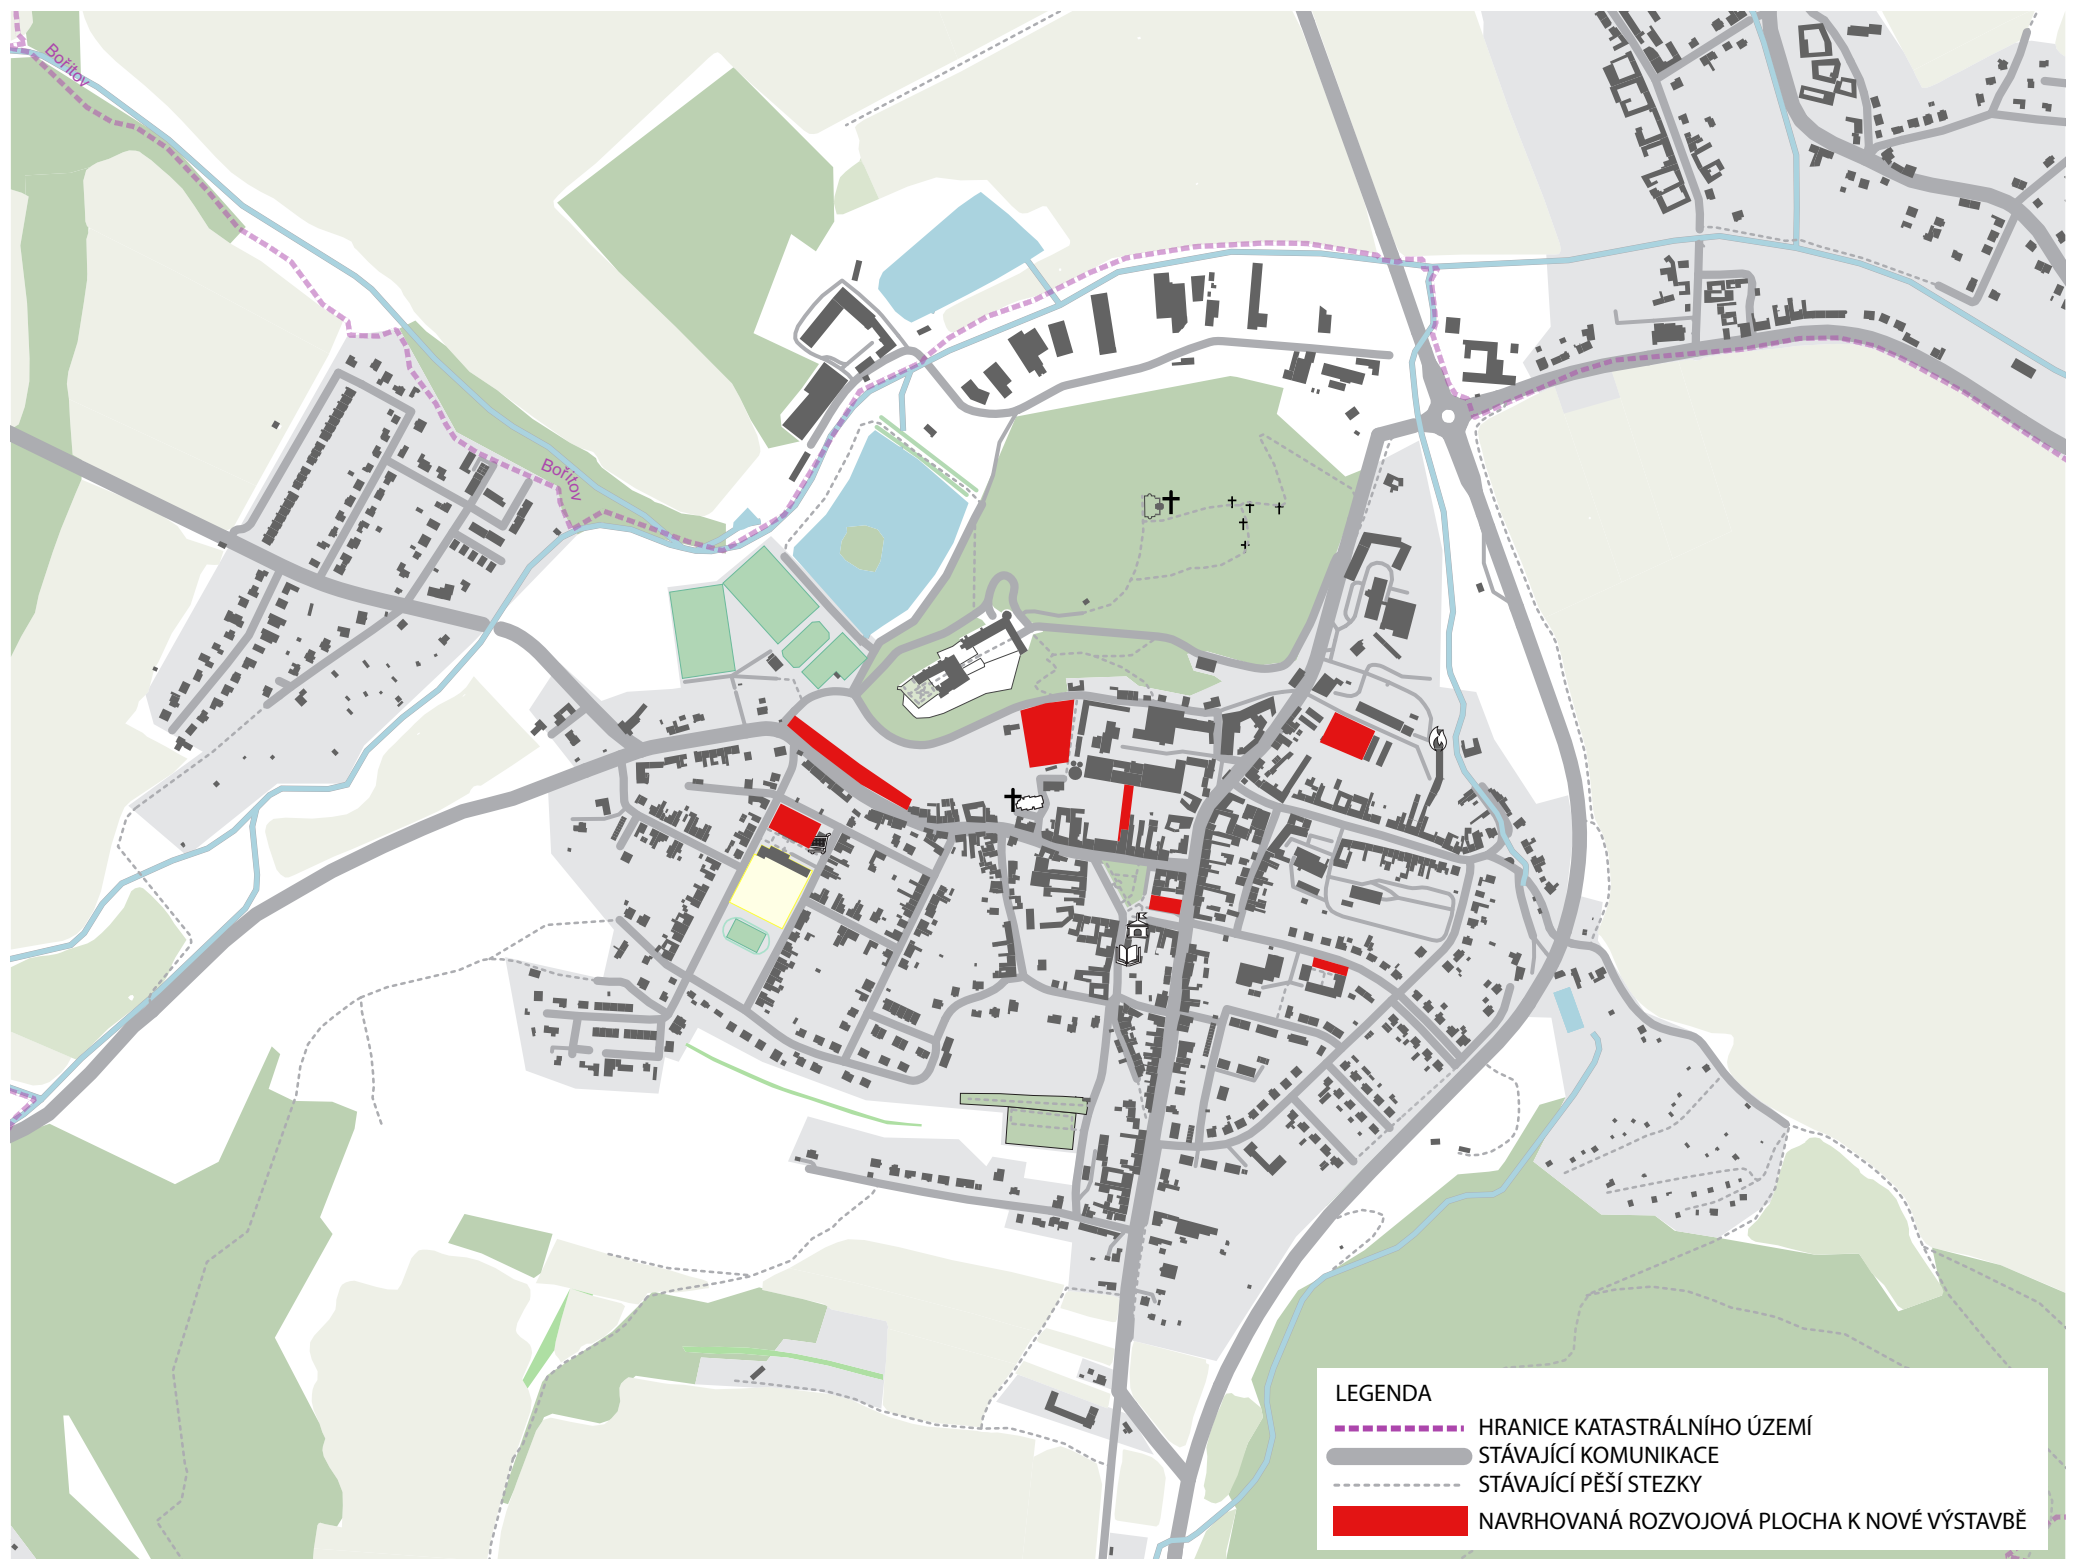 Bořitov
Bořitov
LEGENDA
HRANICE KATASTRÁLNÍHO ÚZEMÍ
STÁVAJÍCÍ KOMUNIKACE
STÁVAJÍCÍ PĚŠÍ STEZKY
NAVRHOVANÁ ROZVOJOVÁ PLOCHA K NOVÉ VÝSTAVBĚ